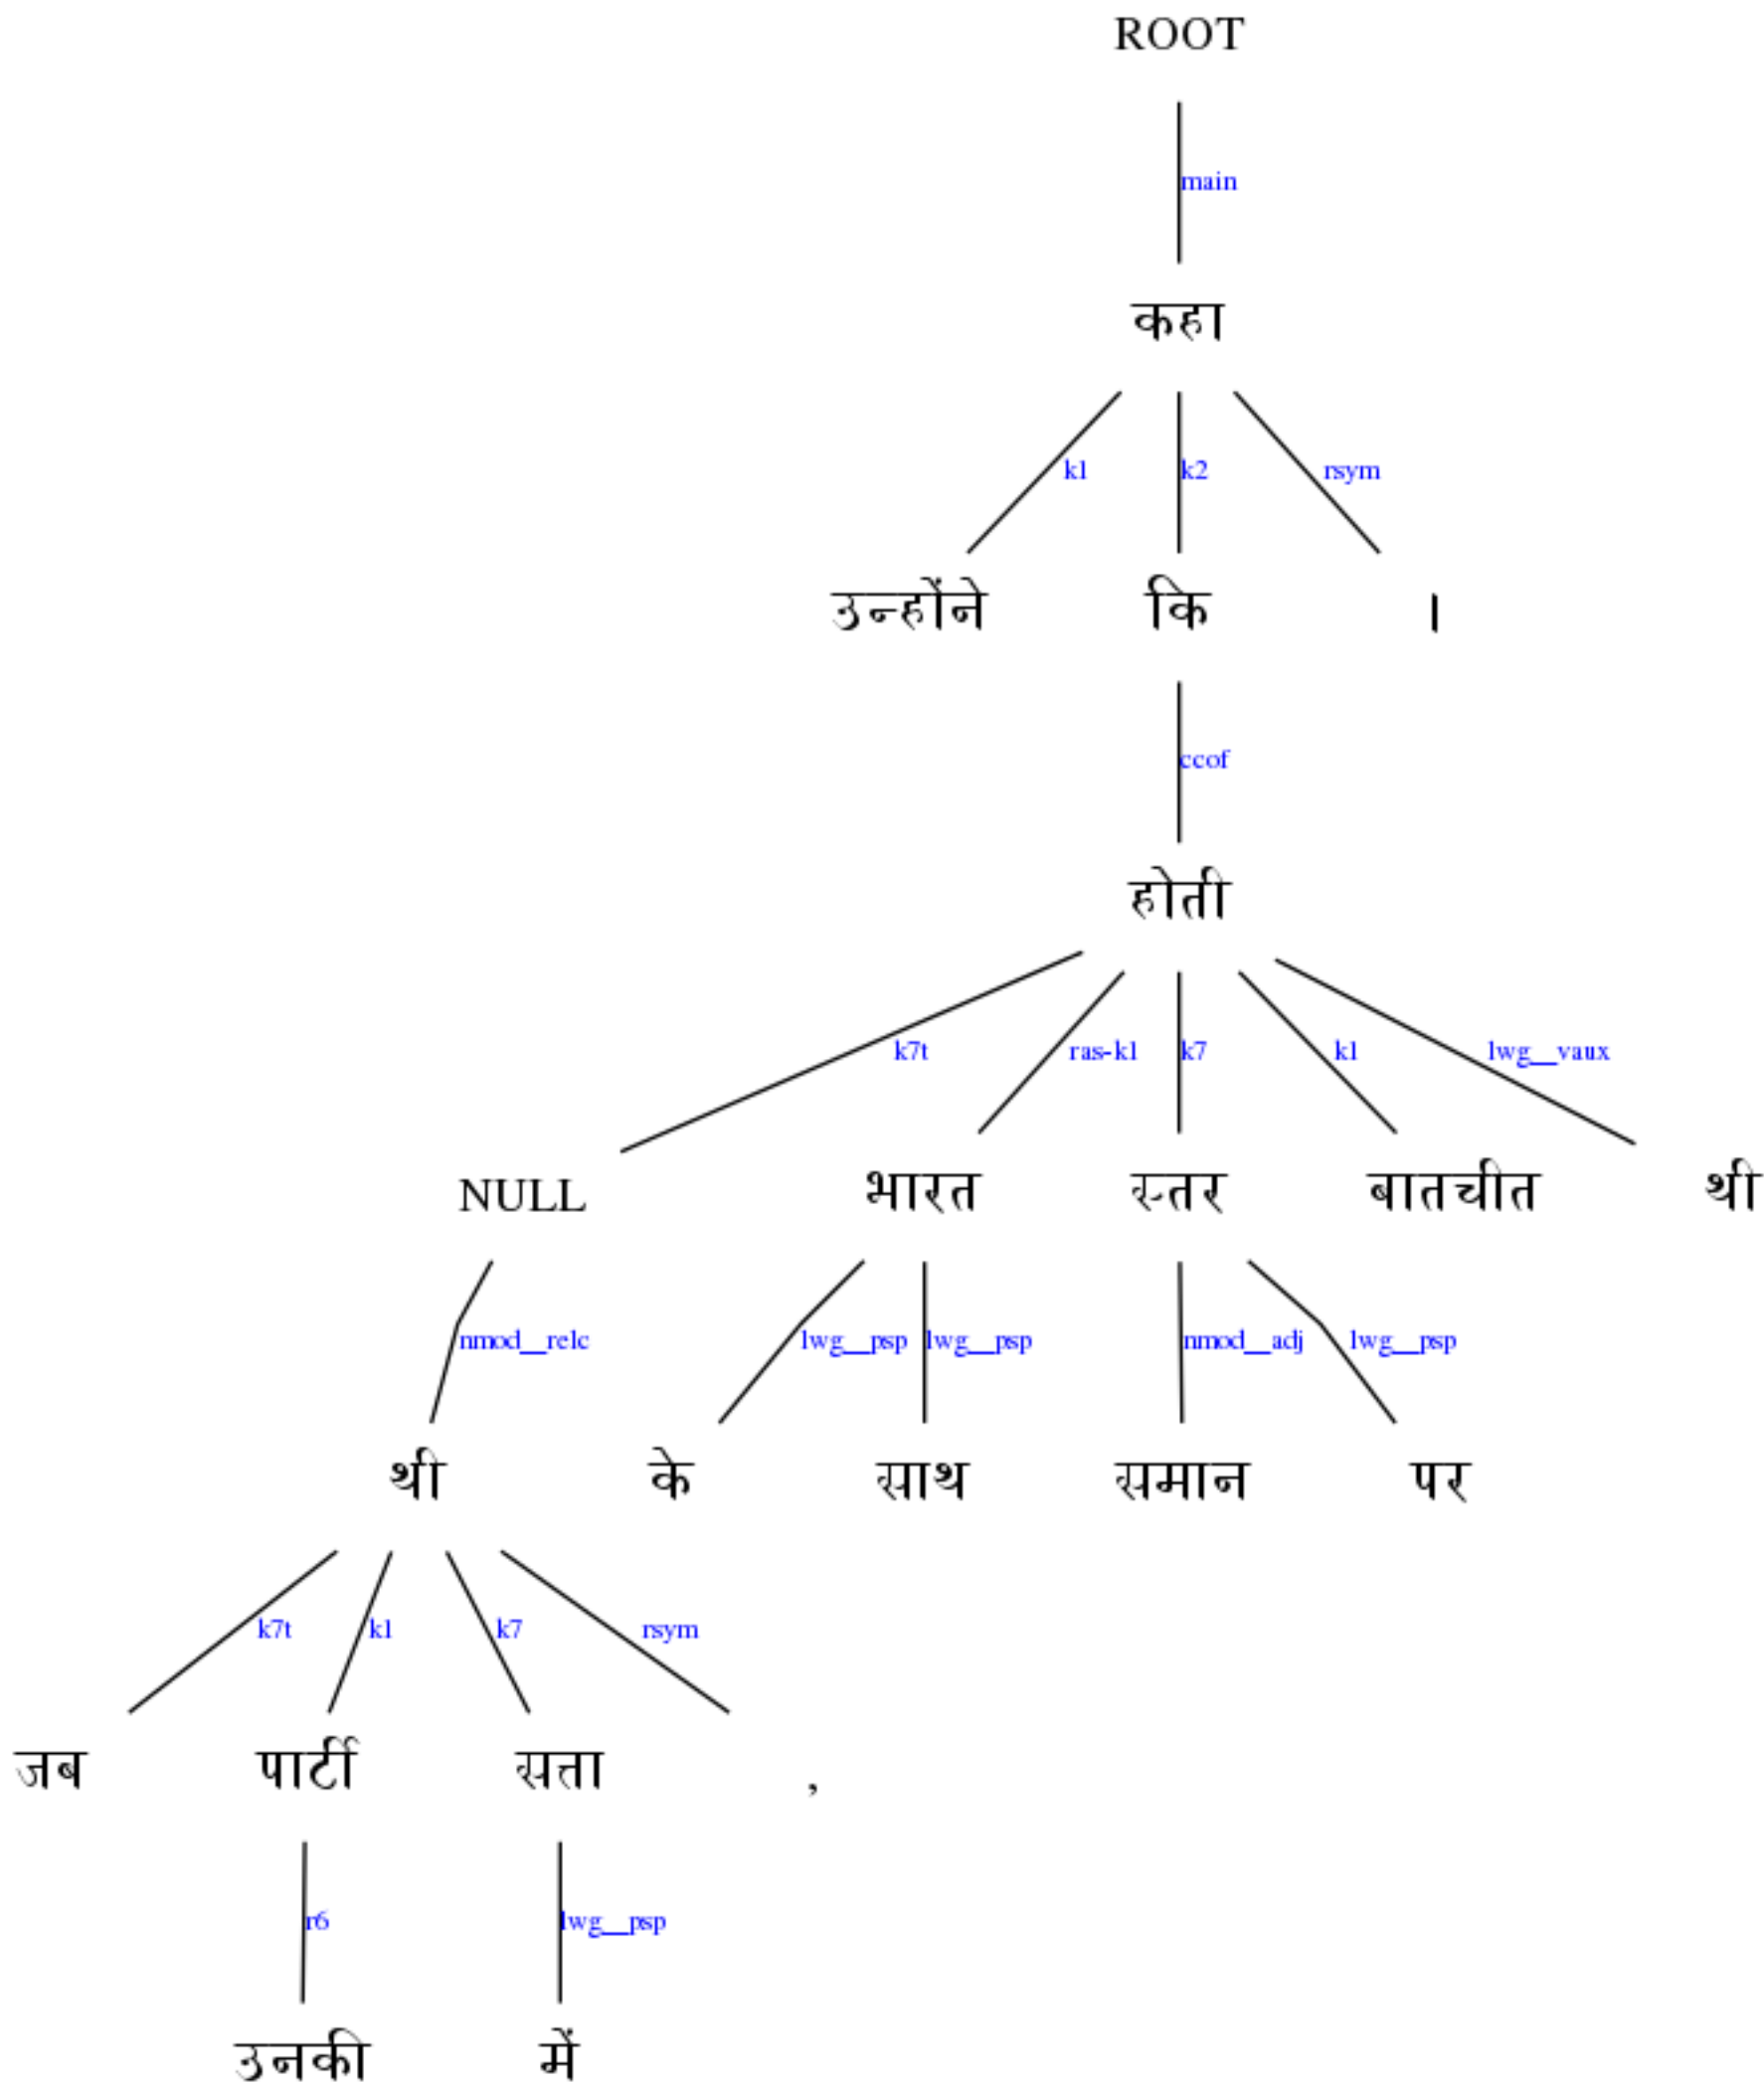 ROOT
main
कहा
k1 k2 rsym
उन्होंने कि ।
ccof
होती
k7t ras-k1 k7 k1 lwg__vaux
NULL भारत स्तर बातचीत थी
nmod__relc lwg__psp lwg__psp nmod__adj lwg__psp
थी के साथ समान पर
k7t k1 k7 rsym
जब पार्टी सत्ता ,
r6 lwg__psp
उनकी में